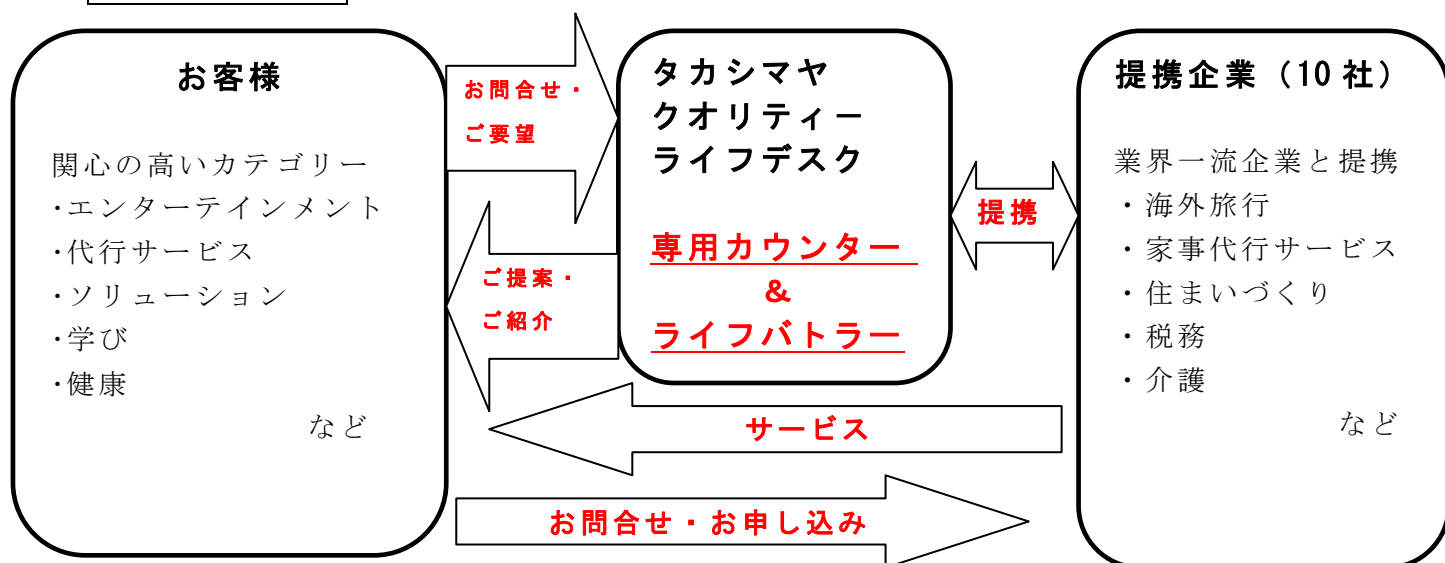 お客様
関心の高いカテゴリー
・エンターテインメント
・代行サービス
・ソリューション
・学び
・健康
など
お問合せ・
ご要望
ご提案・
ご紹介
タカシマヤ
クオリティー
ライフデスク
専用カウンター
&
ライフバトラー
提携
提携企業（10社）
業界一流企業と提携
・海外旅行
・家事代行サービス
・住まいづくり
・税務
・介護
など
サービス
お問合せ・お申し込み